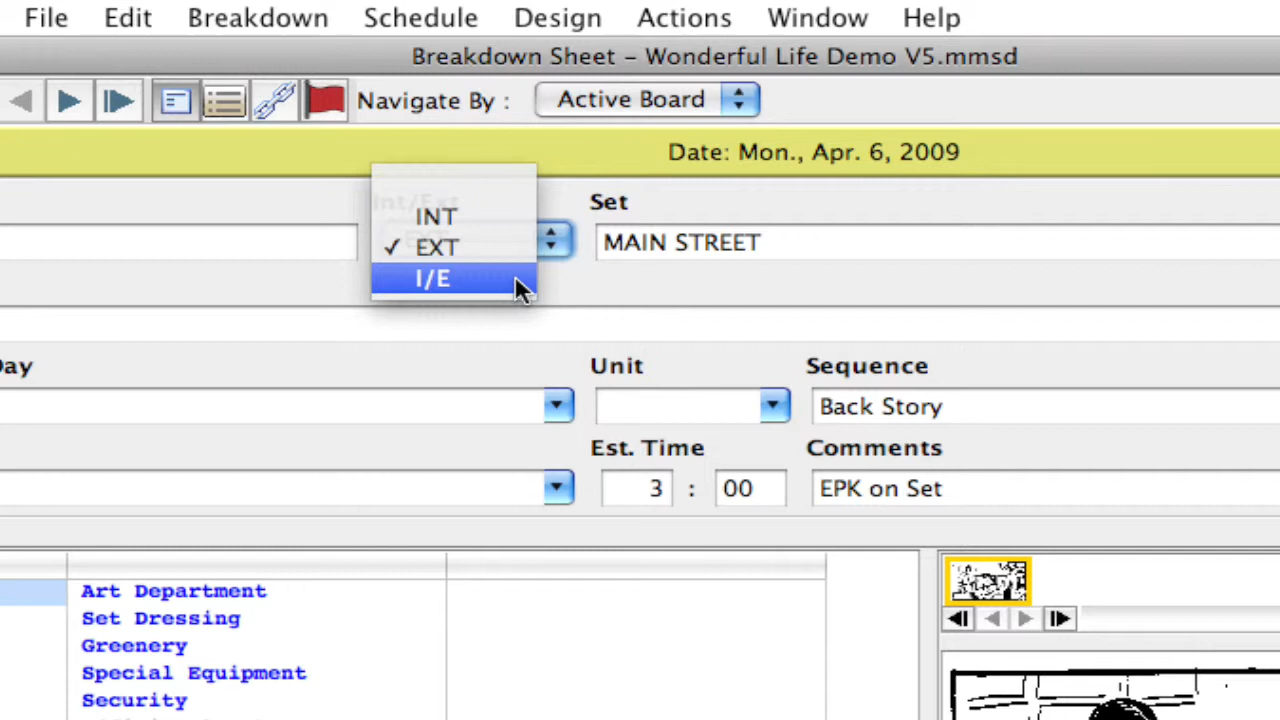 File Edit Breakdown Schedule Design Actions Window Help
Breakdown Sheet – Wonderful Life Demo V5.mmsd
Navigate By : Active Board
Date: Mon., Apr. 6, 2009
Int/Ext Set
INT
MAIN STREET
✓ EXT
I/E
Day Unit Sequence
Back Story
Est. Time Comments
3 : 00 EPK on Set
Art Department
Set Dressing
Greenery
Special Equipment
Security